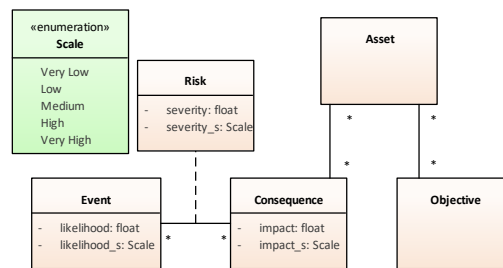 «enumeration»
Scale
Very Low
Low
Medium
High
Very High
Risk
- severity: float
- severity_s: Scale
Asset
*
*
*
*
Event
- likelihood: float
- likelihood_s: Scale
*
*
Consequence
- impact: float
- impact_s: Scale
Objective